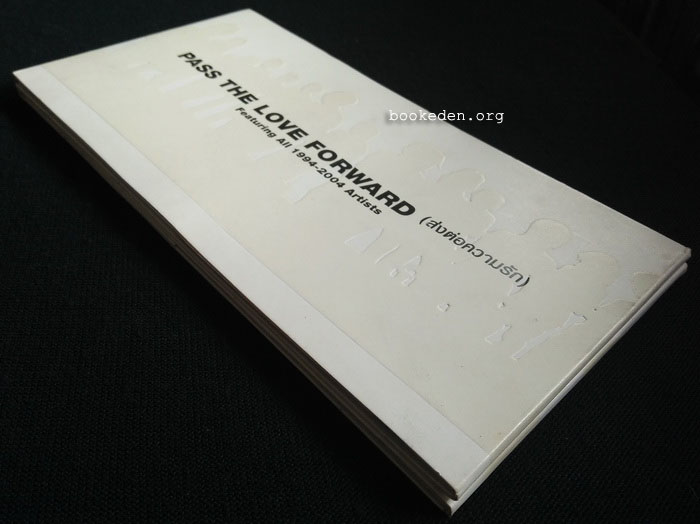 bookeden.org
PASS THE LOVE FORWARD (ส่งต่อความรัก)
Featuring All 1994-2004 Artists